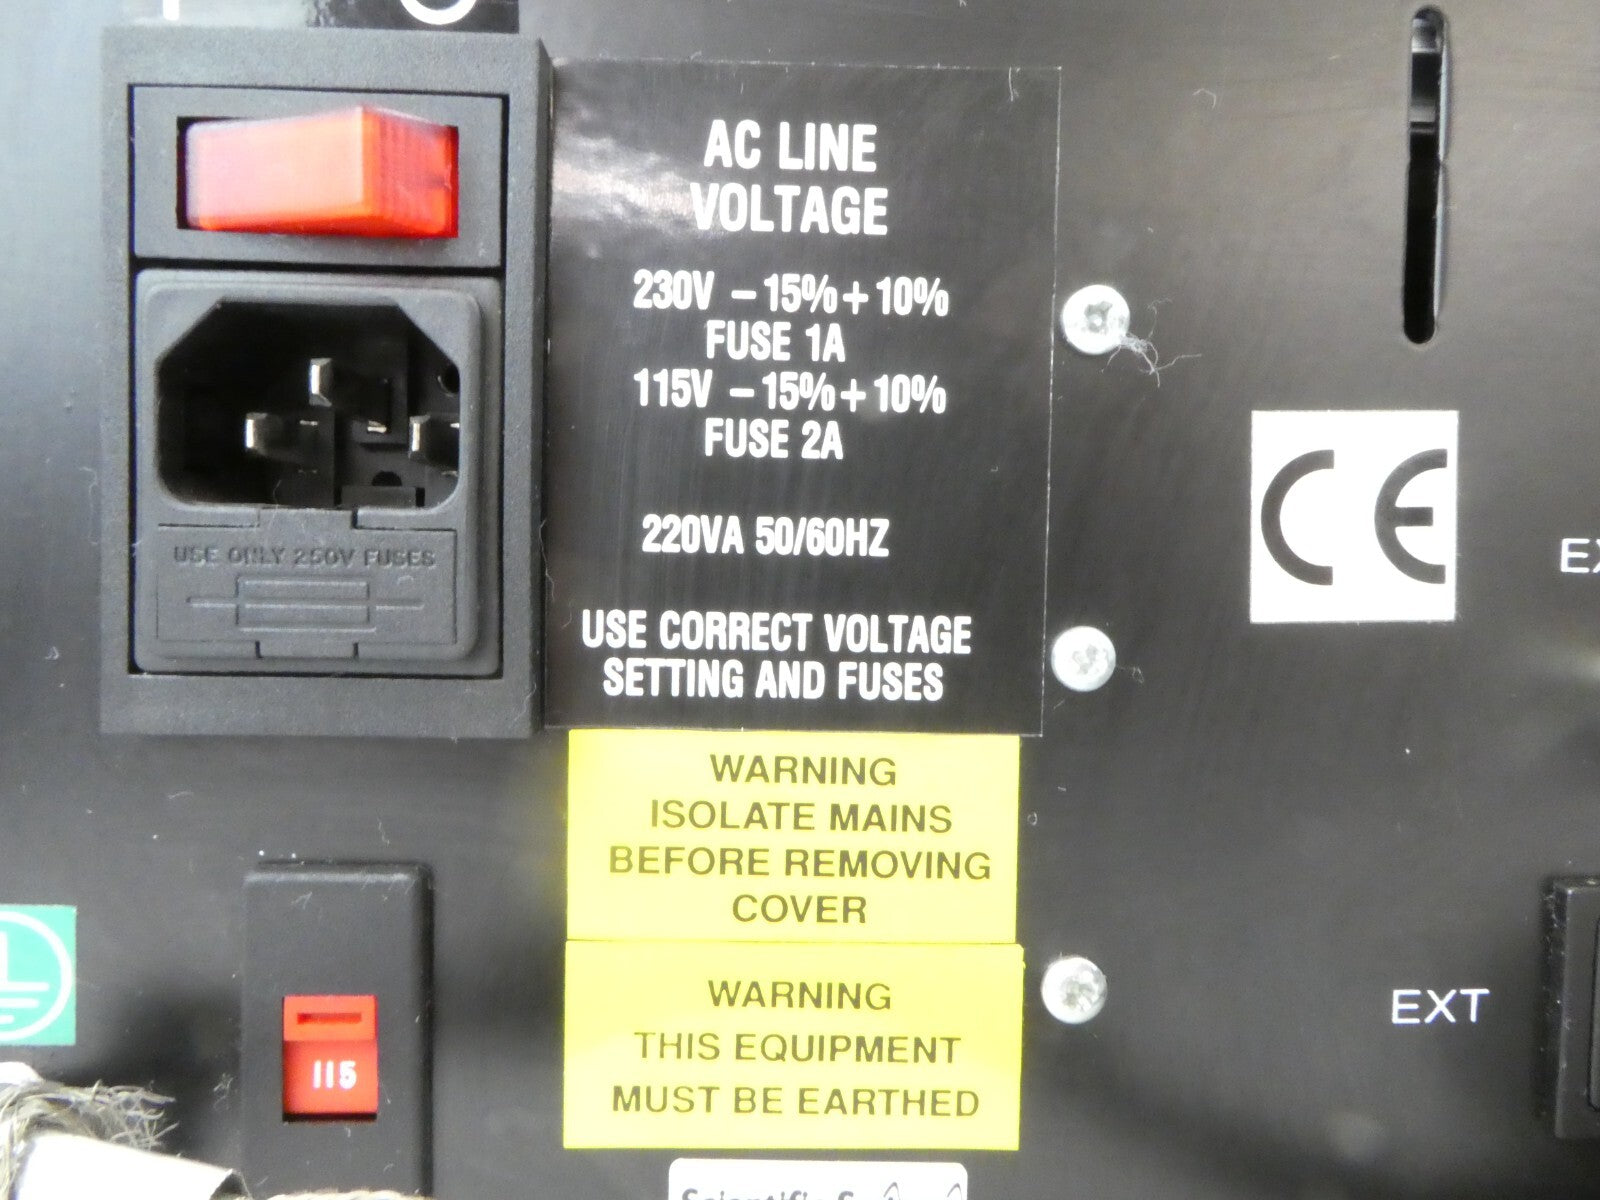 AC LINE
VOLTAGE
230V -15%+10%
FUSE 1A
115V -15%+10%
FUSE 2A
220VA 50/60HZ
USE CORRECT VOLTAGE
SETTING AND FUSES
USE ONLY 250V FUSES
CE
WARNING
ISOLATE MAINS
BEFORE REMOVING
COVER
WARNING
THIS EQUIPMENT
MUST BE EARTHED
115
EXT
Scientific